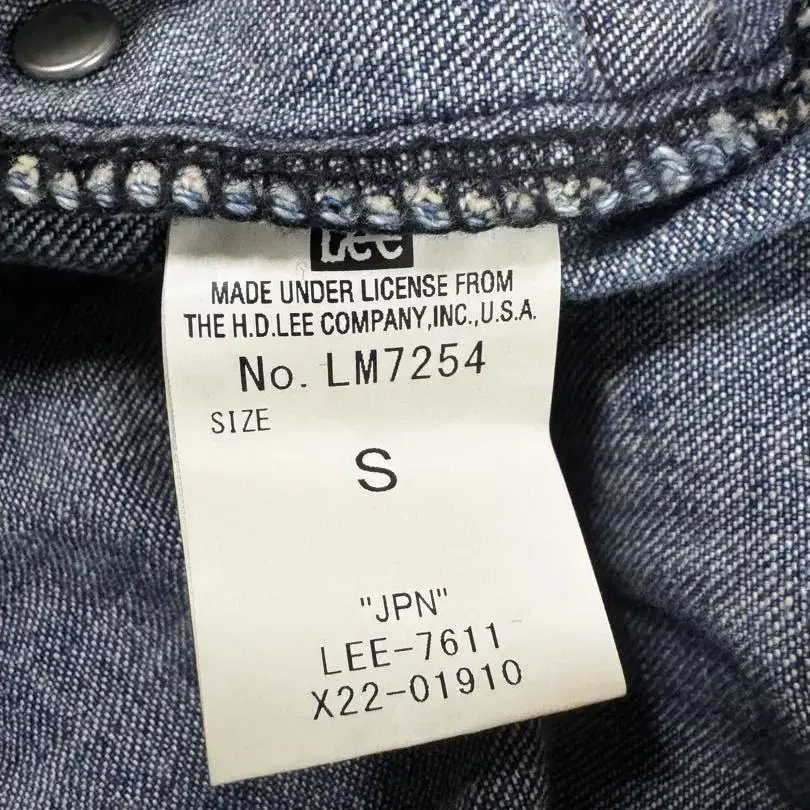 Lee
MADE UNDER LICENSE FROM
THE H.D.LEE COMPANY,INC.,U.S.A.
No. LM7254
SIZE
S
"JPN"
LEE-7611
X22-01910